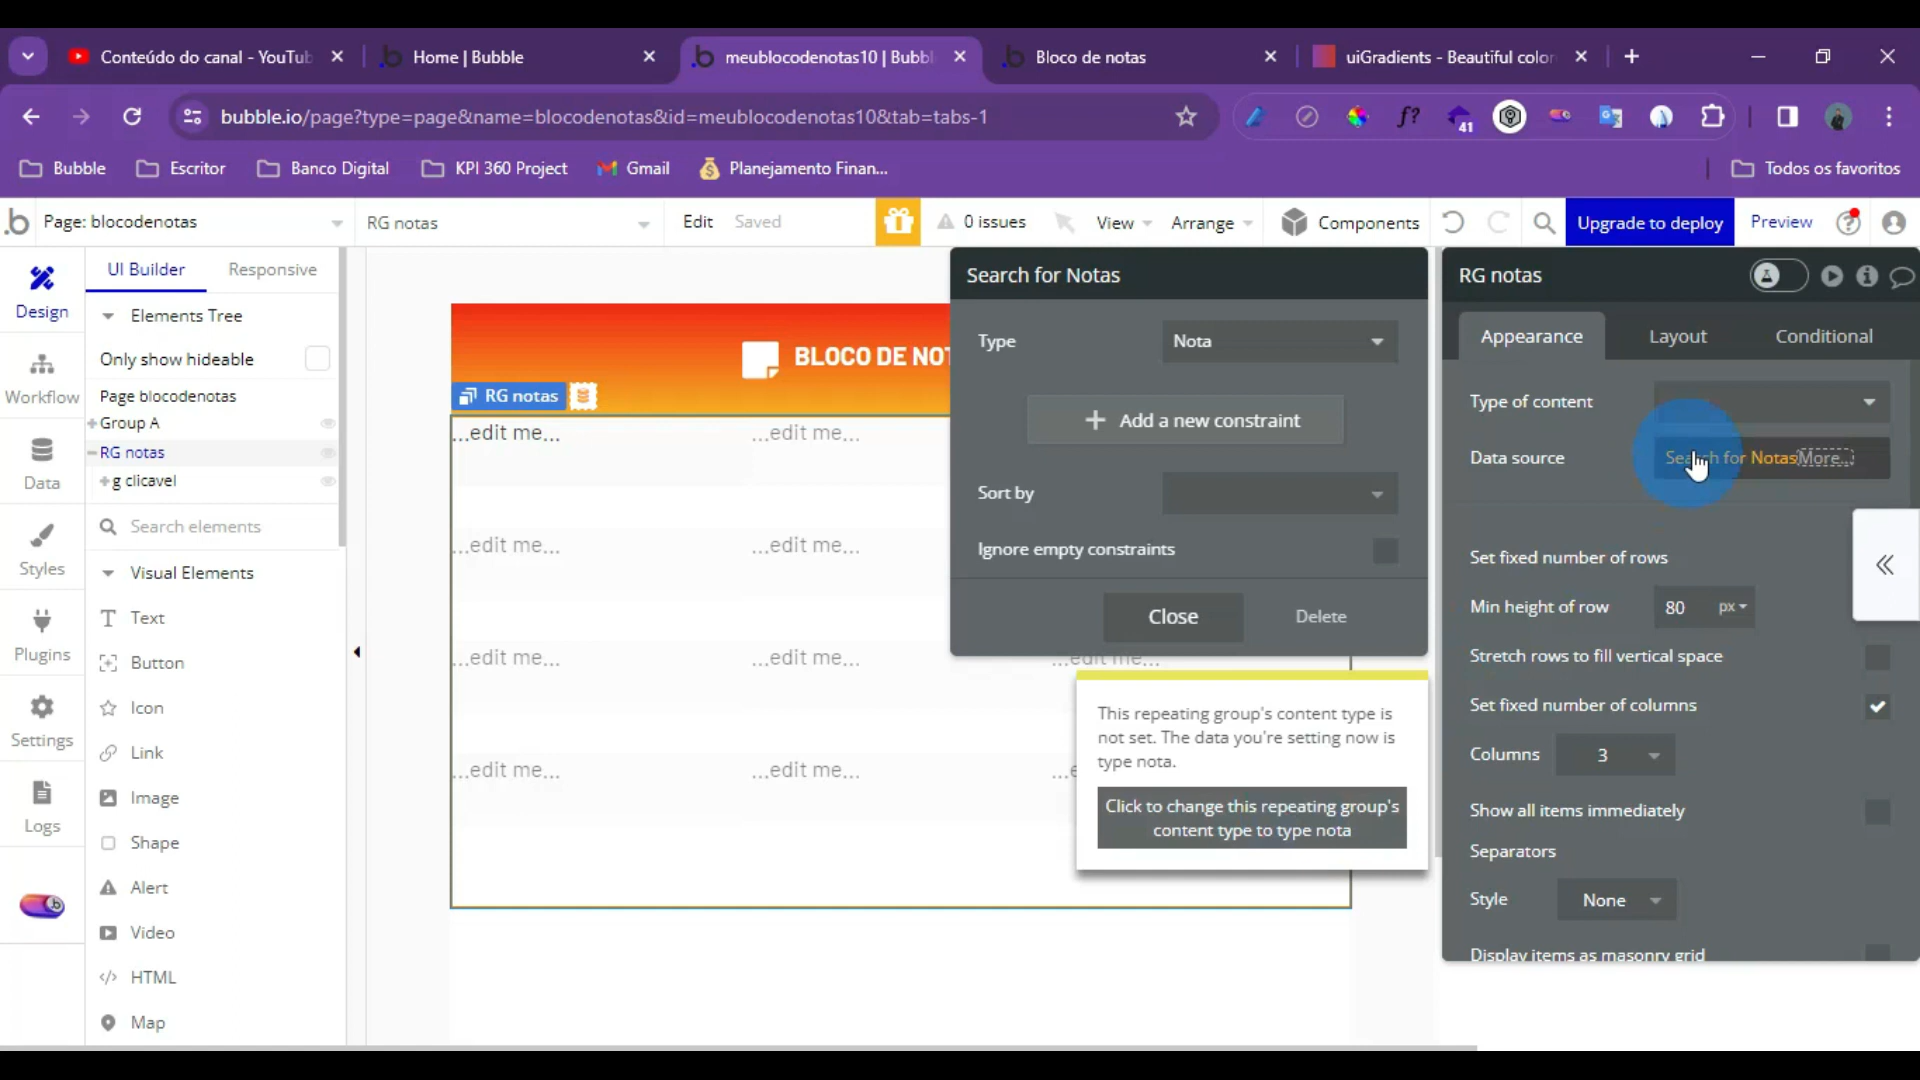 Conteúdo do canal - YouTub
Home | Bubble
meublocodenotas10 | Bubbl
Bloco de notas
uiGradients - Beautiful color
bubble.io/page?type=page&name=blocodenotas&id=meublocodenotas10&tab=tabs-1
f?
41
Bubble
Escritor
Banco Digital
KPI 360 Project
Gmail
Planejamento Finan...
Todos os favoritos
Page: blocodenotas
RG notas
Edit
Saved
0 issues
View
Arrange
Components
Upgrade to deploy
Preview
Design
Workflow
Data
Styles
Plugins
Settings
Logs
UI Builder
Responsive
Elements Tree
Only show hideable
Page blocodenotas
Group A
RG notas
g clicavel
Search elements
Visual Elements
Text
Button
Icon
Link
Image
Shape
Alert
Video
HTML
Map
BLOCO DE NOT
RG notas
...edit me...
...edit me...
...edit me...
...edit me...
...edit me...
...edit me...
...edit me...
...edit me...
...edit me...
...e
Search for Notas
Type
Nota
Add a new constraint
Sort by
Ignore empty constraints
Close
Delete
This repeating group's content type is
not set. The data you're setting now is
type nota.
Click to change this repeating group's
content type to type nota
RG notas
Appearance
Layout
Conditional
Type of content
Data source
Search for Notas More...
Set fixed number of rows
Min height of row
80
px
Stretch rows to fill vertical space
Set fixed number of columns
Columns
3
Show all items immediately
Separators
Style
None
Display items as masonry grid